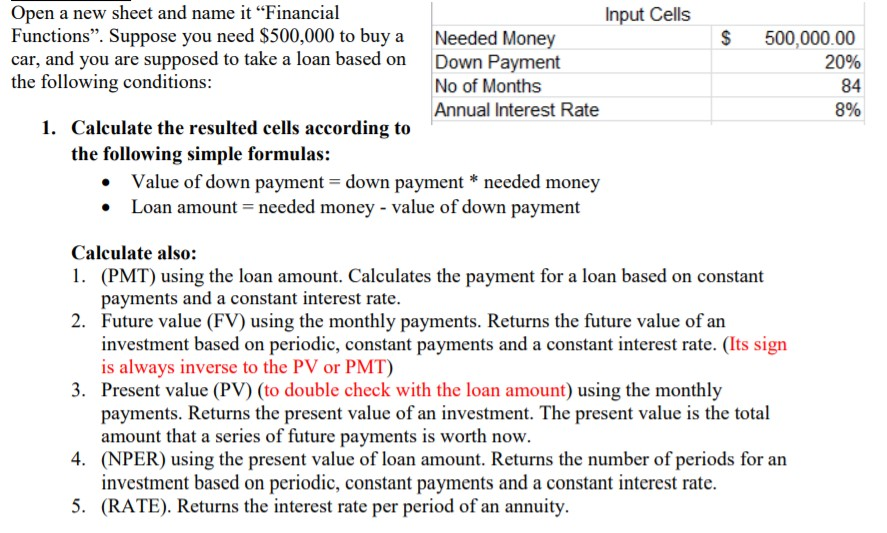 Open a new sheet and name it “Financial
Functions”. Suppose you need $500,000 to buy a
car, and you are supposed to take a loan based on
the following conditions:
Input Cells
Needed Money $ 500,000.00
Down Payment 20%
No of Months 84
Annual Interest Rate 8%
1. Calculate the resulted cells according to
the following simple formulas:
• Value of down payment = down payment * needed money
• Loan amount = needed money - value of down payment
Calculate also:
1. (PMT) using the loan amount. Calculates the payment for a loan based on constant
payments and a constant interest rate.
2. Future value (FV) using the monthly payments. Returns the future value of an
investment based on periodic, constant payments and a constant interest rate. (Its sign
is always inverse to the PV or PMT)
3. Present value (PV) (to double check with the loan amount) using the monthly
payments. Returns the present value of an investment. The present value is the total
amount that a series of future payments is worth now.
4. (NPER) using the present value of loan amount. Returns the number of periods for an
investment based on periodic, constant payments and a constant interest rate.
5. (RATE). Returns the interest rate per period of an annuity.